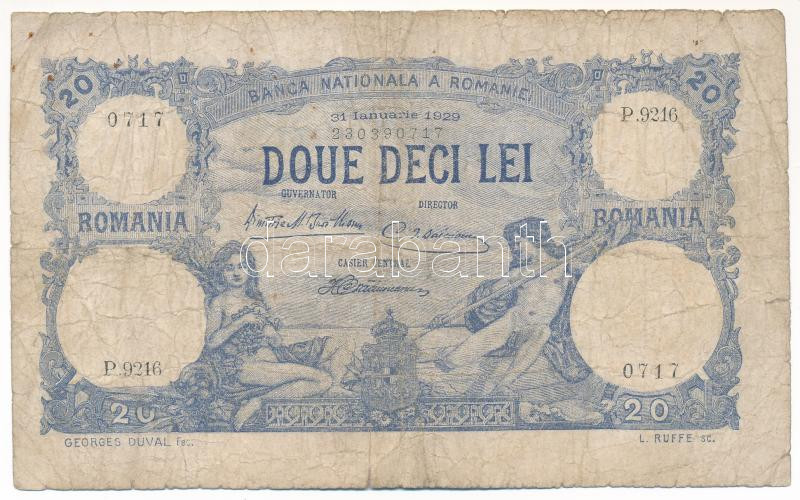 20 BANCA NATIONALA A ROMANIEI 20
0717 31 Ianuarie 1929 P.9216
230390717
DOUE DECI LEI
GUVERNATOR DIRECTOR
ROMANIA ROMANIA
darabanth
CASIER CENTRAL
P.9216 0717
20 20
GEORGES DUVAL fec. L. RUFFE sc.